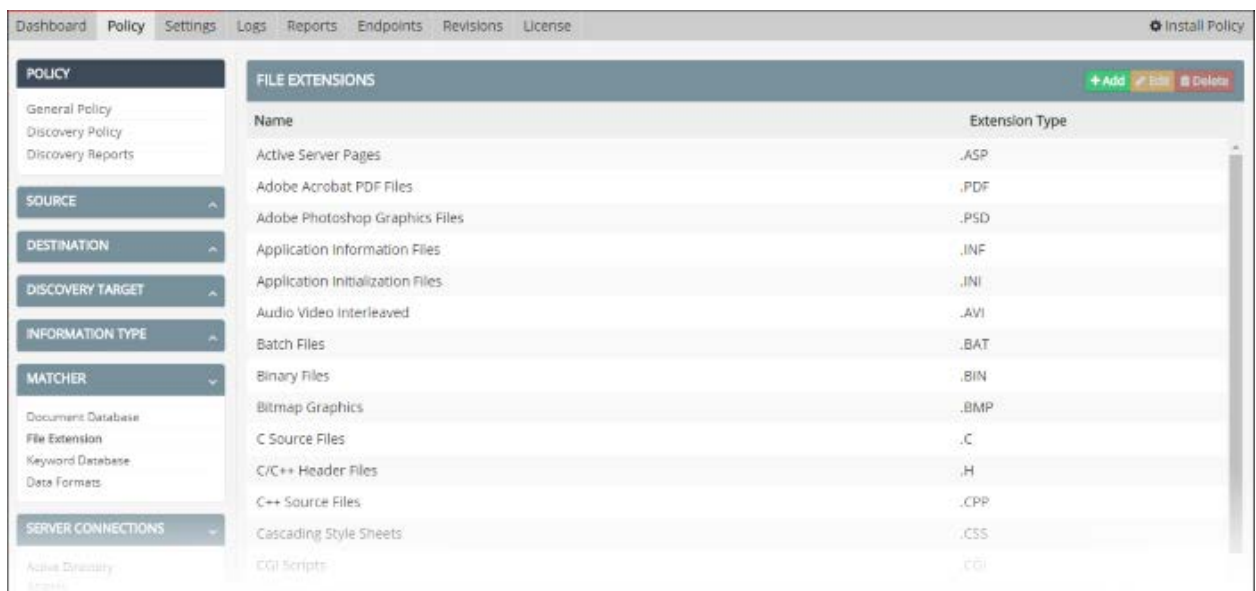 Dashboard Policy Settings Logs Reports Endpoints Revisions License Install Policy
POLICY
General Policy
Discovery Policy
Discovery Reports
SOURCE
DESTINATION
DISCOVERY TARGET
INFORMATION TYPE
MATCHER
Document Database
File Extension
Keyword Database
Data Formats
SERVER CONNECTIONS
Active Directory
FILE EXTENSIONS +Add Edit Delete
Name Extension Type
Active Server Pages .ASP
Adobe Acrobat PDF Files .PDF
Adobe Photoshop Graphics Files .PSD
Application Information Files .INF
Application Initialization Files .INI
Audio Video Interleaved .AVI
Batch Files .BAT
Binary Files .BIN
Bitmap Graphics .BMP
C Source Files .C
C/C++ Header Files .H
C++ Source Files .CPP
Cascading Style Sheets .CSS
CGI Scripts .CGI